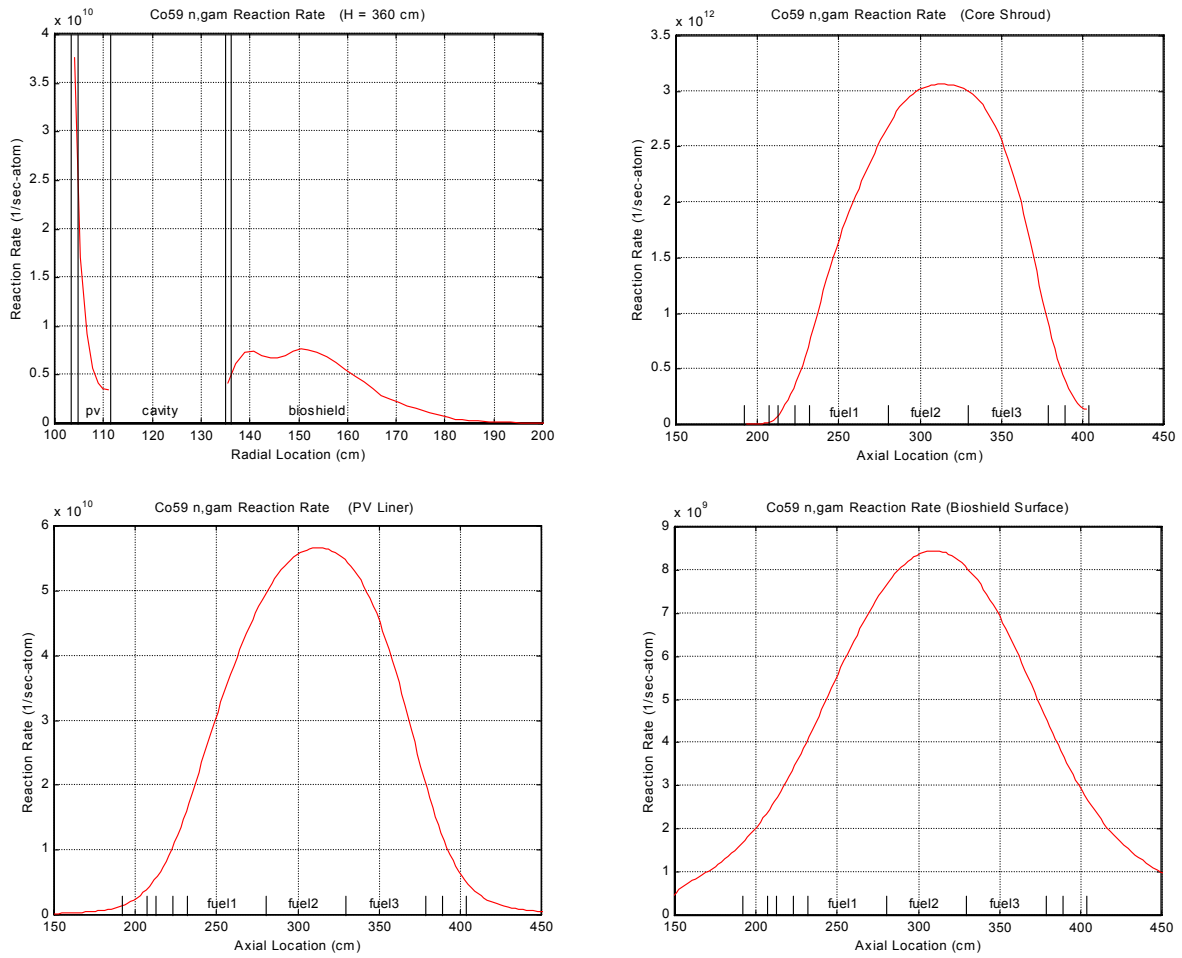 Co59 n,gam Reaction Rate (H = 360 cm)
x 10^10
Reaction Rate (1/sec-atom)
4
3.5
3
2.5
2
1.5
1
0.5
0
pv cavity bioshield
100 110 120 130 140 150 160 170 180 190 200
Radial Location (cm)
Co59 n,gam Reaction Rate (Core Shroud)
x 10^12
Reaction Rate (1/sec-atom)
3.5
3
2.5
2
1.5
1
0.5
0
fuel1 fuel2 fuel3
150 200 250 300 350 400 450
Axial Location (cm)
Co59 n,gam Reaction Rate (PV Liner)
x 10^10
Reaction Rate (1/sec-atom)
6
5
4
3
2
1
0
fuel1 fuel2 fuel3
150 200 250 300 350 400 450
Axial Location (cm)
Co59 n,gam Reaction Rate (Bioshield Surface)
x 10^9
Reaction Rate (1/sec-atom)
9
8
7
6
5
4
3
2
1
0
fuel1 fuel2 fuel3
150 200 250 300 350 400 450
Axial Location (cm)